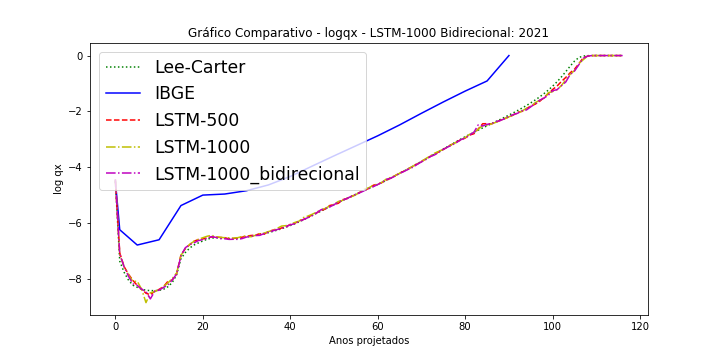 Gráfico Comparativo - logqx - LSTM-1000 Bidirecional: 2021
Lee-Carter
IBGE
LSTM-500
LSTM-1000
LSTM-1000_bidirecional
log qx
0
−2
−4
−6
−8
0 20 40 60 80 100 120
Anos projetados